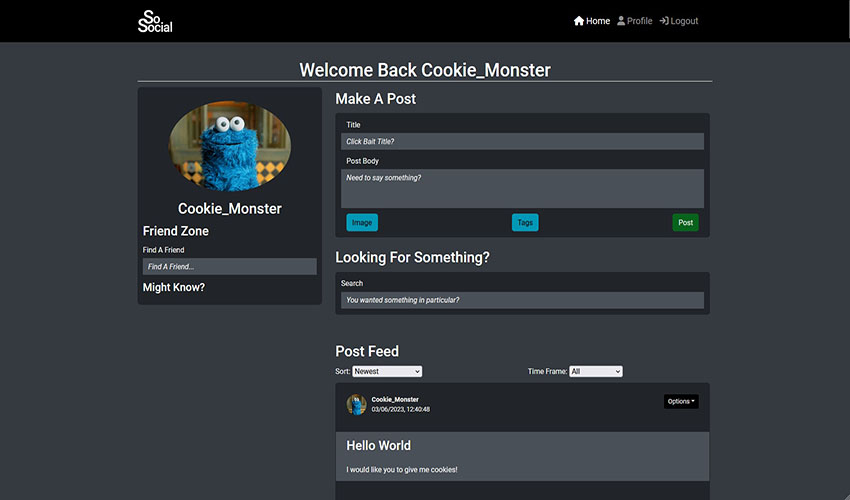 So
Social
Home
Profile
Logout
Welcome Back Cookie_Monster
Cookie_Monster
Friend Zone
Find A Friend
Find A Friend...
Might Know?
Make A Post
Title
Click Bait Title?
Post Body
Need to say something?
Image
Tags
Post
Looking For Something?
Search
You wanted something in particular?
Post Feed
Sort: Newest
Time Frame: All
Cookie_Monster
03/06/2023, 12:40:48
Options
Hello World
I would like you to give me cookies!